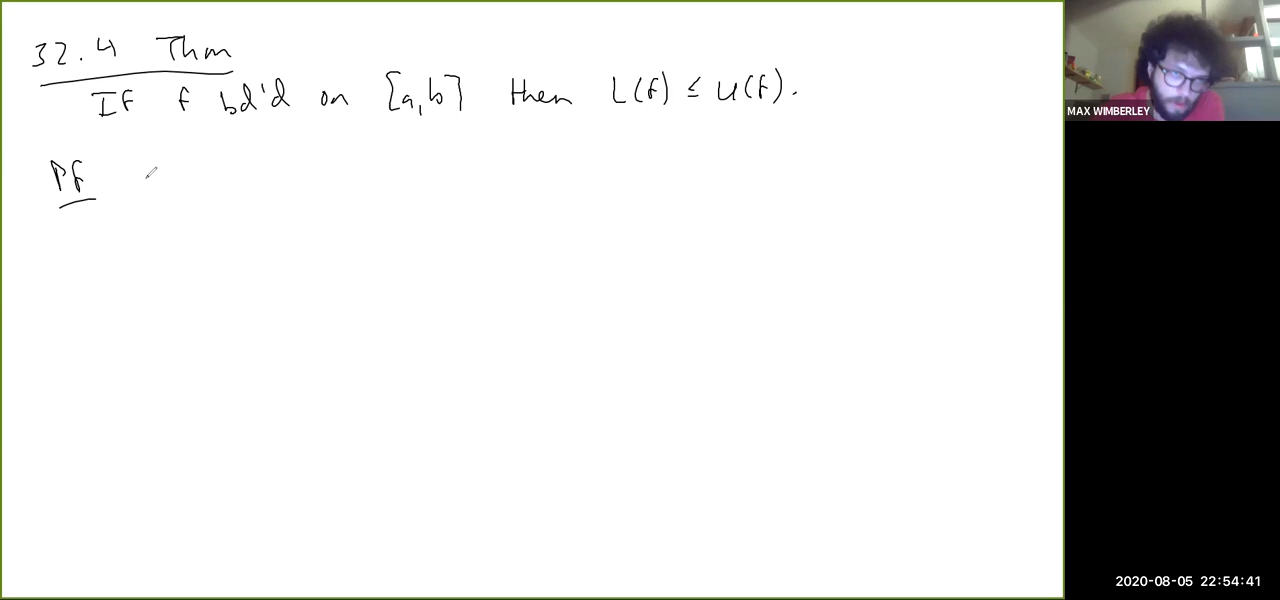 32.4 Thm
If f bd'd on [a,b] then L(f) ≤ U(f).
Pf
MAX WIMBERLEY
2020-08-05 22:54:41